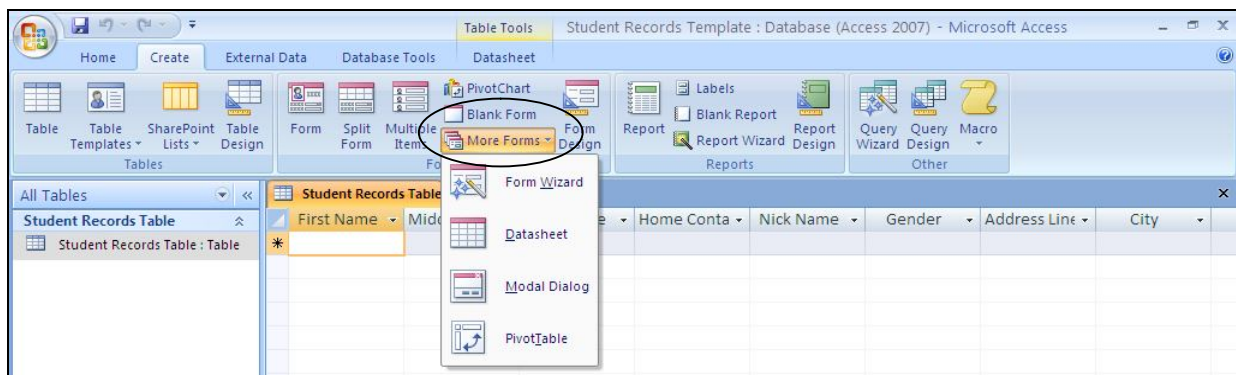 Table Tools
Student Records Template : Database (Access 2007) - Microsoft Access
Home Create External Data Database Tools Datasheet
Table
Table Templates
SharePoint Lists
Table Design
Tables
Form
Split Form
Multiple Items
PivotChart
Blank Form
More Forms
Form Design
Fo
Report
Labels
Blank Report
Report Wizard
Report Design
Reports
Query Wizard
Query Design
Macro
Other
All Tables
Student Records Table
Student Records Table : Table
Student Records Table
First Name Midd e Home Conta Nick Name Gender Address Line City
*
Form Wizard
Datasheet
Modal Dialog
PivotTable